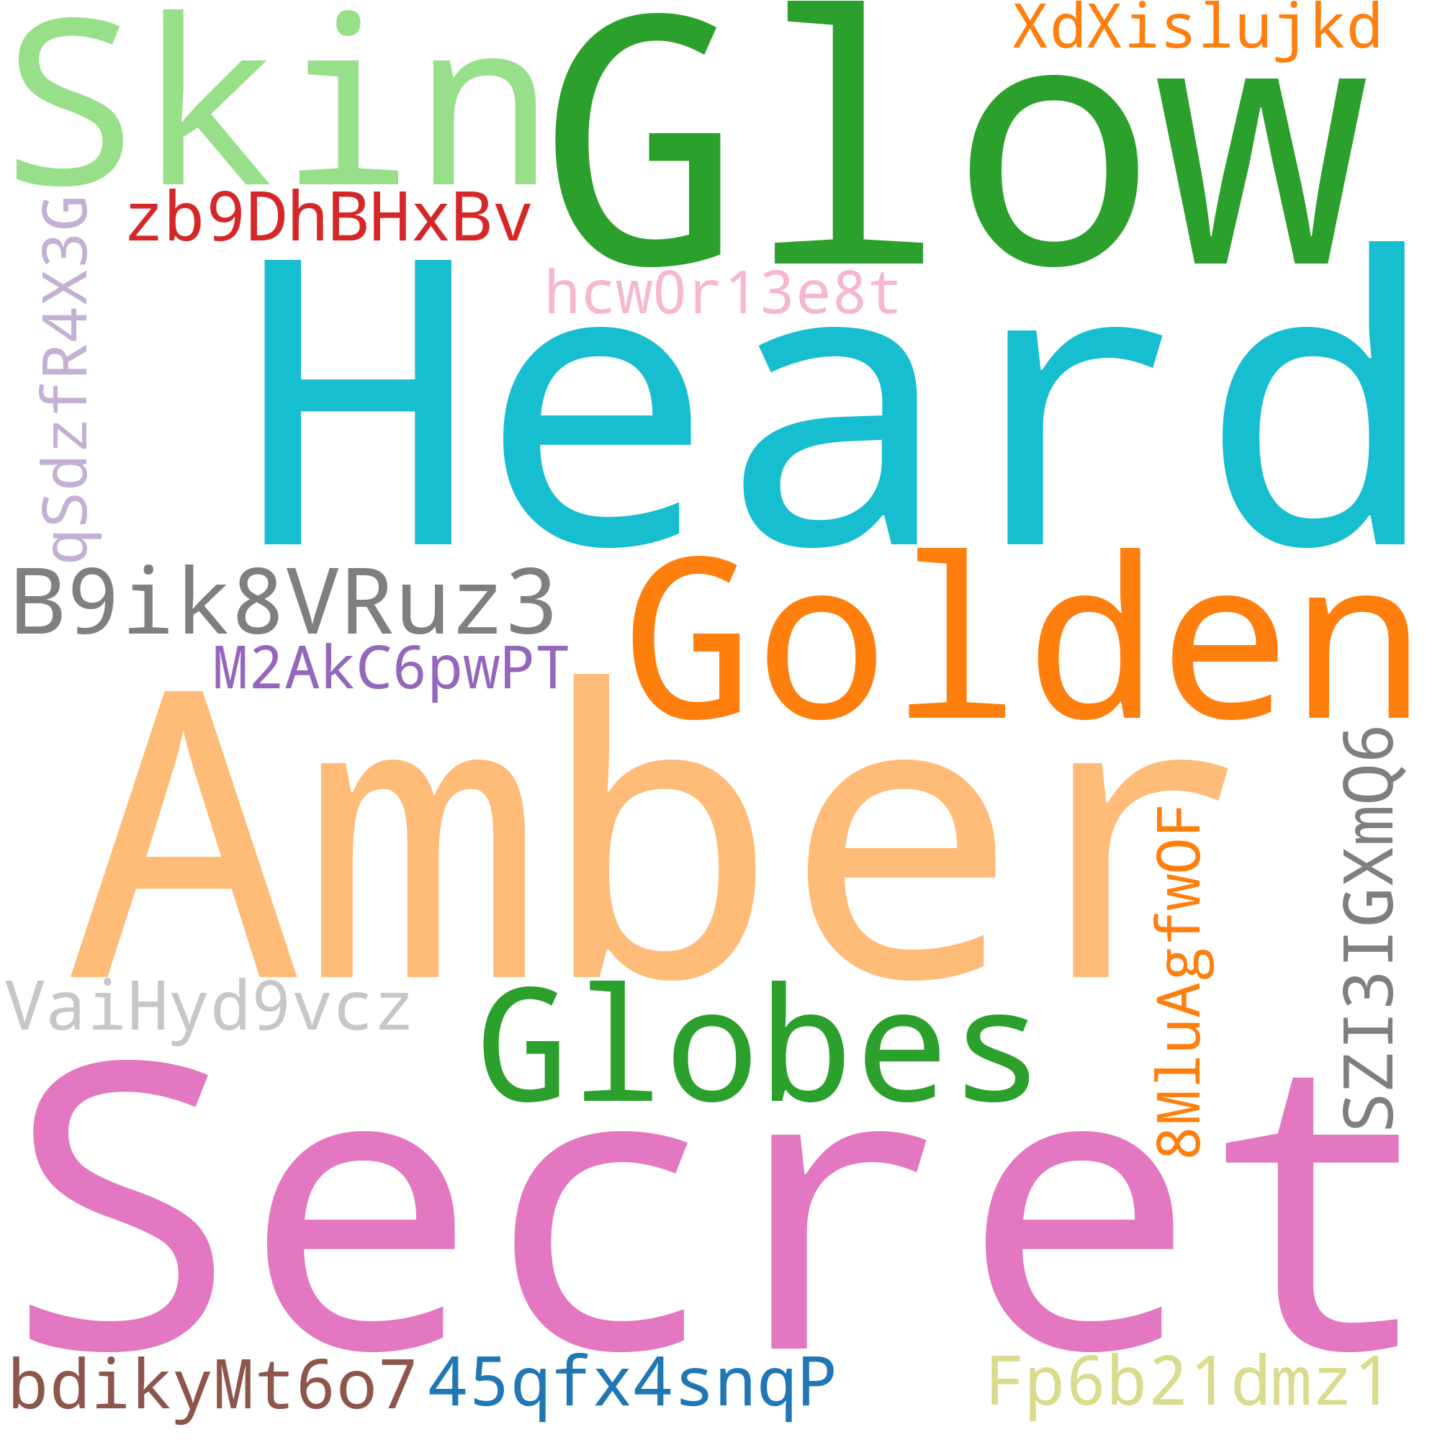 Skin
Glow
XdXislujkd
zb9DhBHxBv
qSdzfR4X3G
hcw0r13e8t
Heard
B9ik8VRuz3
Golden
M2AkC6pwPT
Amber
SZI3IGXmQ6
8MluAgfwOF
VaiHyd9vcz
Globes
Secret
bdikyMt6o7
45qfx4snqP
Fp6b21dmz1